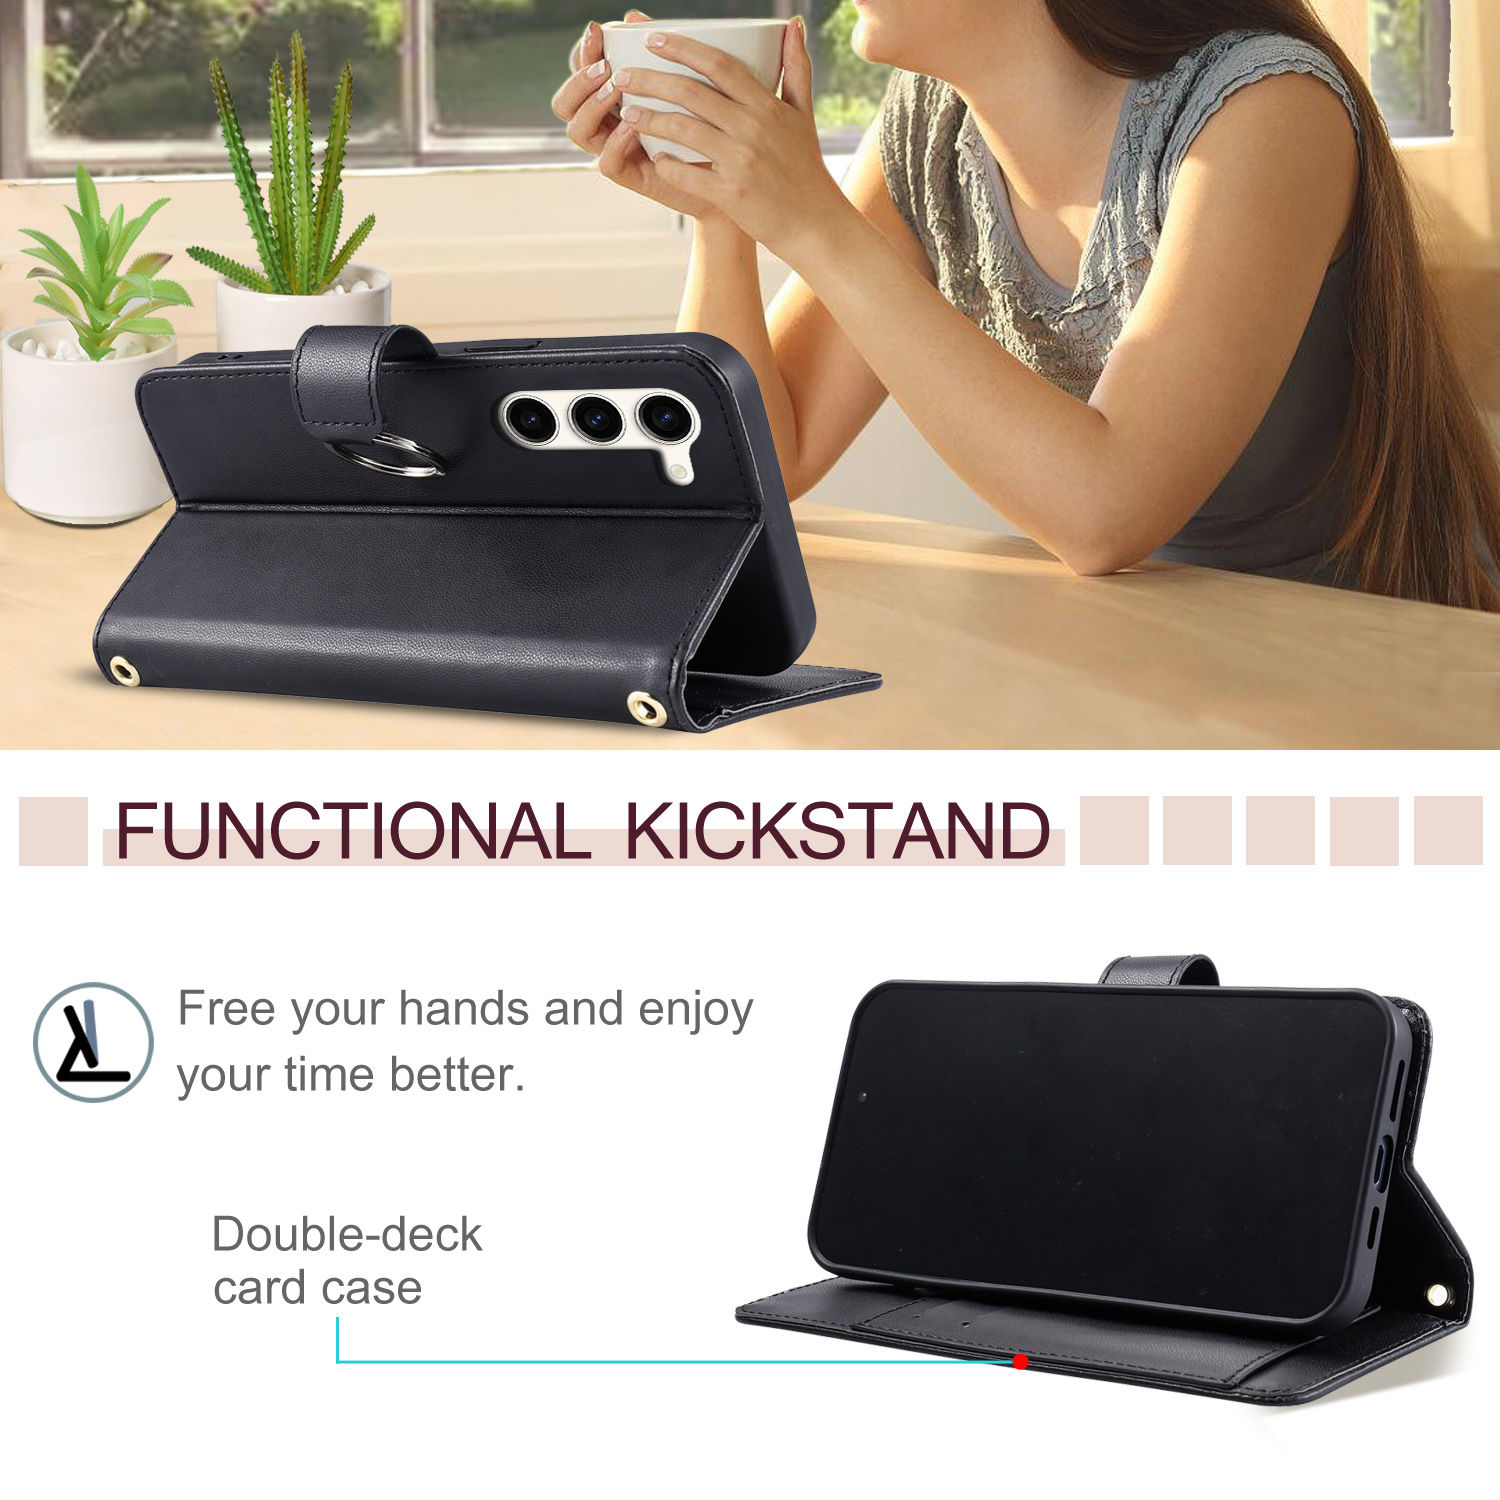 FUNCTIONAL KICKSTAND
Free your hands and enjoy
your time better.
Double-deck
card case